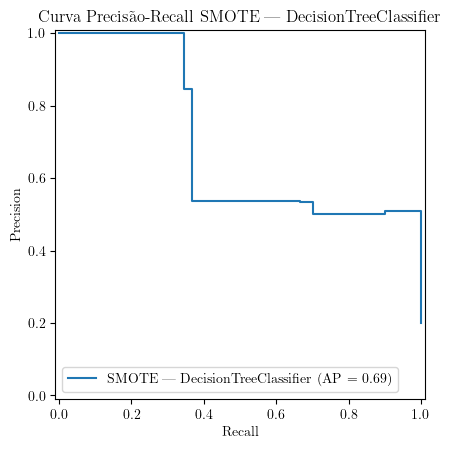 Curva Precisão-Recall SMOTE — DecisionTreeClassifier
1.0
0.8
0.6
0.4
0.2
0.0
Precision
SMOTE — DecisionTreeClassifier (AP = 0.69)
0.0 0.2 0.4 0.6 0.8 1.0
Recall